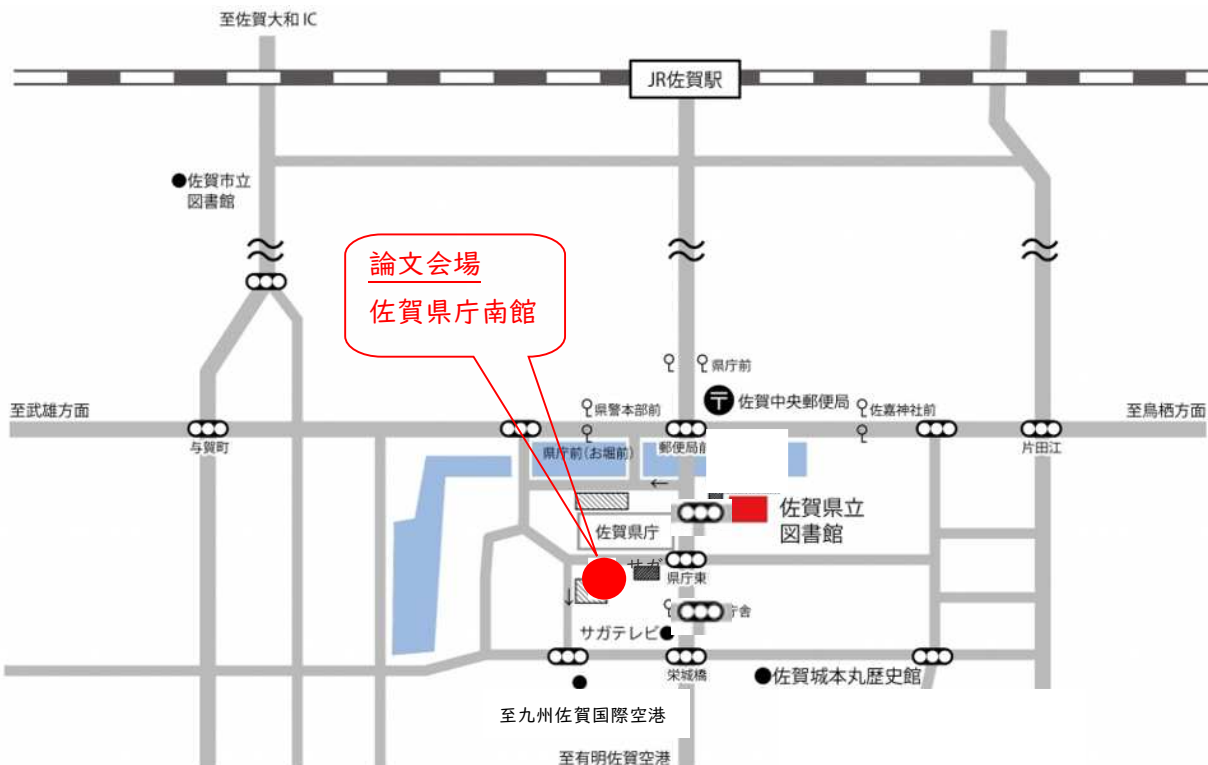 至佐賀大和 IC
JR佐賀駅
●佐賀市立
図書館
論文会場
佐賀県庁南館
県庁前
〒
佐賀中央郵便局
至武雄方面
県警本部前
佐嘉神社前
至鳥栖方面
与賀町
県庁前(お堀前)
郵便局前
片田江
←
佐賀県庁
佐賀県立
図書館
サガ
県庁東
↓
庁舎
サガテレビ●
栄城橋
●佐賀城本丸歴史館
至九州佐賀国際空港
至有明佐賀空港